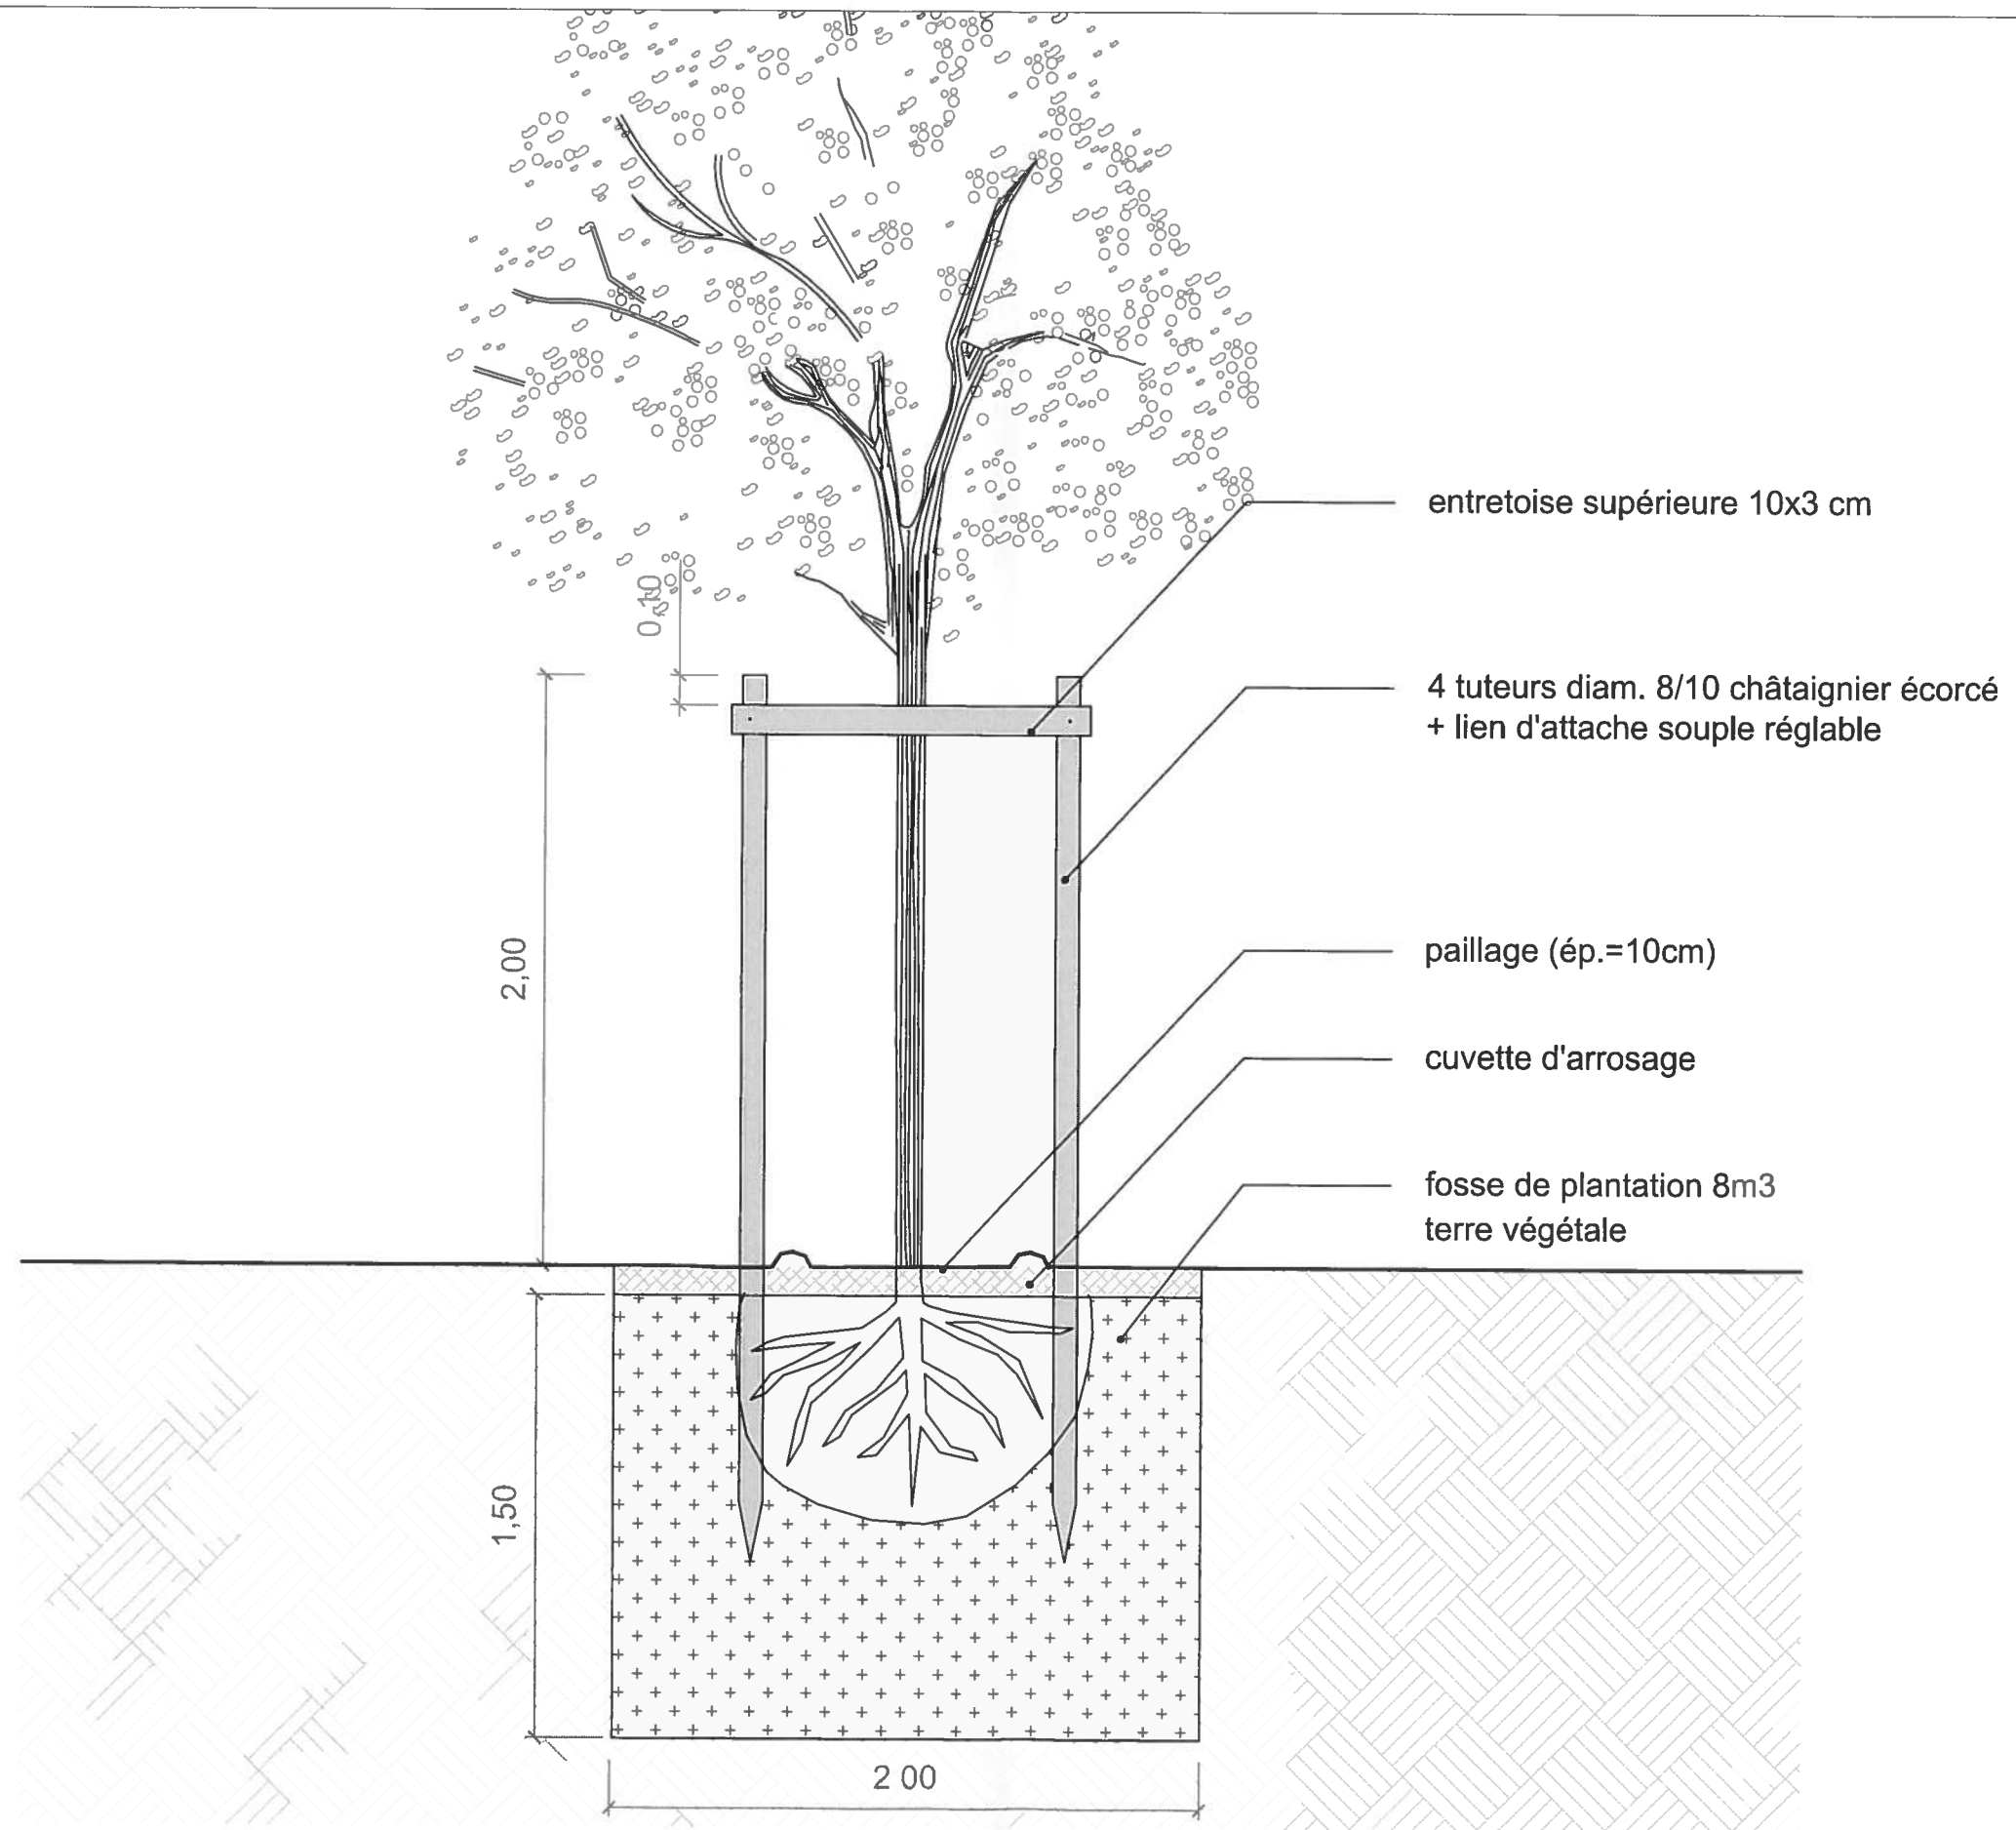 entretoise supérieure 10x3 cm
0,10
4 tuteurs diam. 8/10 châtaignier écorcé
+ lien d'attache souple réglable
2,00
paillage (ép.=10cm)
cuvette d'arrosage
fosse de plantation 8m3
terre végétale
1,50
2 00